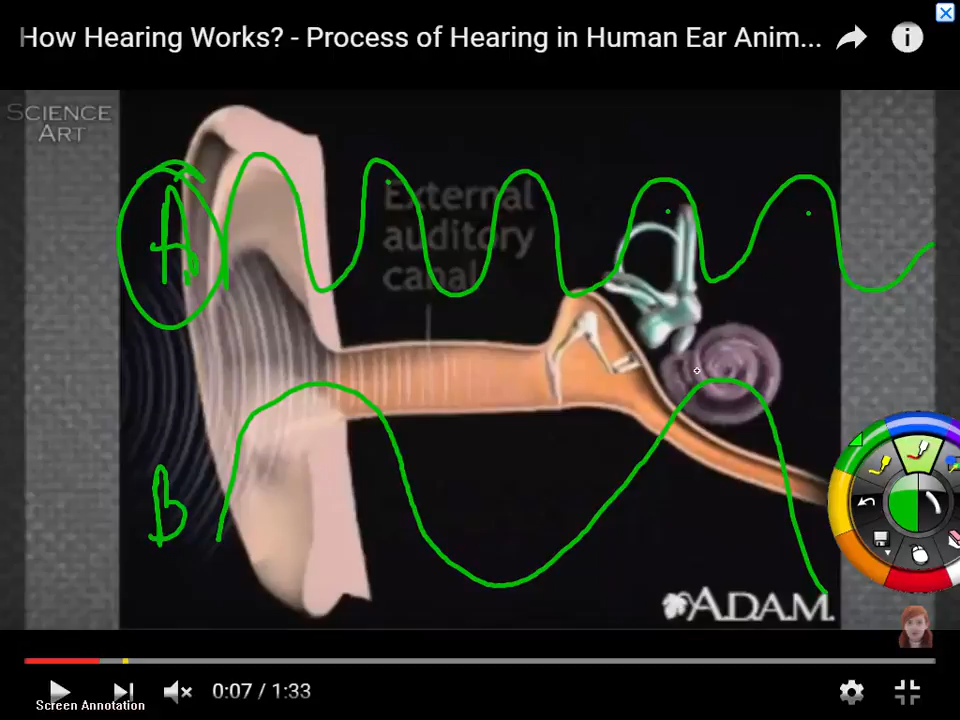 How Hearing Works? - Process of Hearing in Human Ear Anim...
SCIENCE
ART
A
External
auditory
canal
B
A.D.A.M.
0:07 / 1:33
Screen Annotation